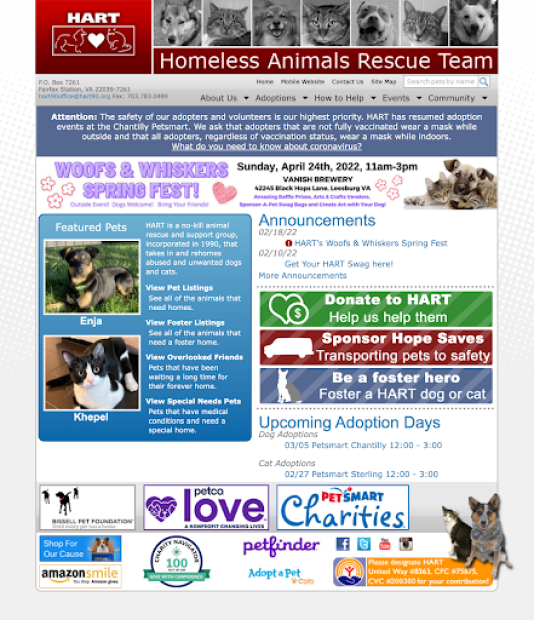 HART
Homeless Animals Rescue Team
P.O. Box 7261
Fairfax Station, VA 22039-7261
hart90office@hart90.org Fax: 703.783.0489
Home Mobile Website Contact Us Site Map Search pets by name
About Us Adoptions How to Help Events Community
Attention: The safety of our adopters and volunteers is our highest priority. HART has resumed adoption
events at the Chantilly Petsmart. We ask that adopters that are not fully vaccinated wear a mask while
outside and that all adopters, regardless of vaccination status, wear a mask while indoors.
What do you need to know about coronavirus?
WOOFS & WHISKERS
SPRING FEST!
Outside Event! Dogs Welcome! Bring Your Friends!
Sunday, April 24th, 2022, 11am-3pm
VANISH BREWERY
42245 Black Hops Lane, Leesburg VA
Amazing Raffle Prizes, Arts & Crafts Vendors,
Sponsor A Pet Swag Bags and Create Art with Your Dog!
Featured Pets
Enja
Khepel
HART is a no-kill animal
rescue and support group,
incorporated in 1990, that
takes in and rehomes
abused and unwanted dogs
and cats.
View Pet Listings
See all of the animals that
need homes.
View Foster Listings
See all of the animals that
need a foster home.
View Overlooked Friends
Pets that have been
waiting a long time for
their forever home.
View Special Needs Pets
Pets that have medical
conditions and need a
special home.
Announcements
02/18/22
HART's Woofs & Whiskers Spring Fest
02/10/22
Get Your HART Swag here!
More Announcements
Donate to HART
Help us help them
Sponsor Hope Saves
Transporting pets to safety
Be a foster hero
Foster a HART dog or cat
Upcoming Adoption Days
Dog Adoptions
03/05 Petsmart Chantilly 12:00 - 3:00
Cat Adoptions
02/27 Petsmart Sterling 12:00 - 3:00
BISSELL PET FOUNDATION
Until every pet has a home.
petco
love
A NONPROFIT CHANGING LIVES
PETSMART
Charities
Shop For
Our Cause
amazonsmile
You shop. Amazon gives.
CHARITY NAVIGATOR
100
OUT OF 100
GIVE WITH CONFIDENCE
petfinder
Adopt a Pet
.com
Please designate HART
United Way #8363, CFC #75875,
CVC #200300 for your contribution!